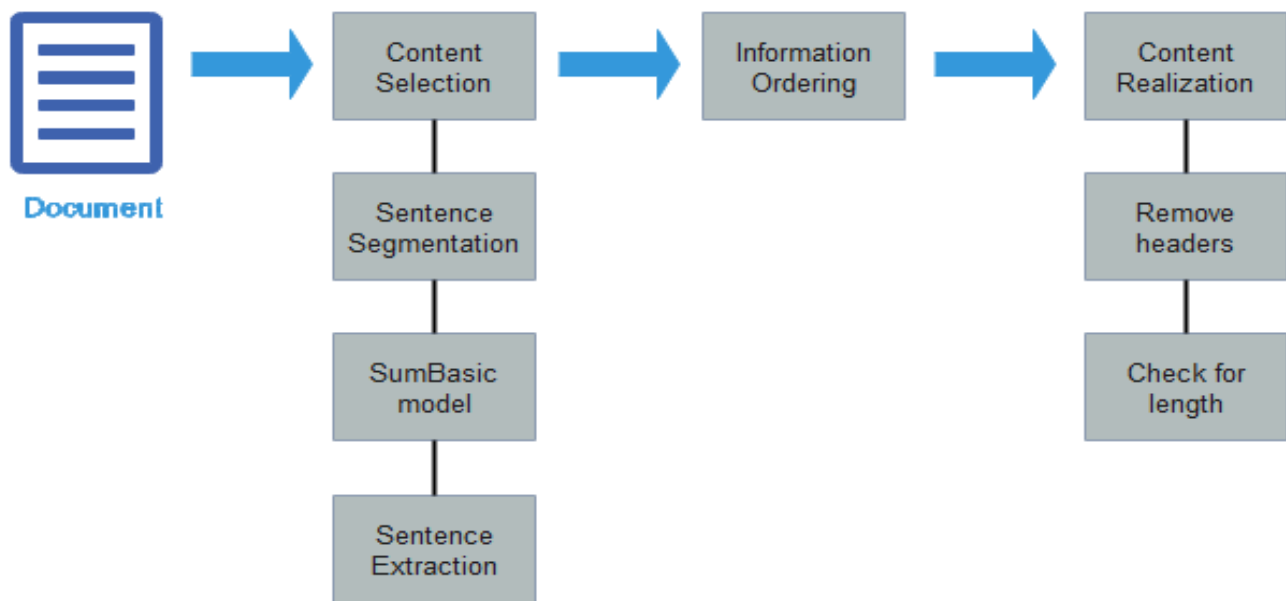 Document
Content
Selection
Sentence
Segmentation
SumBasic
model
Sentence
Extraction
Information
Ordering
Content
Realization
Remove
headers
Check for
length